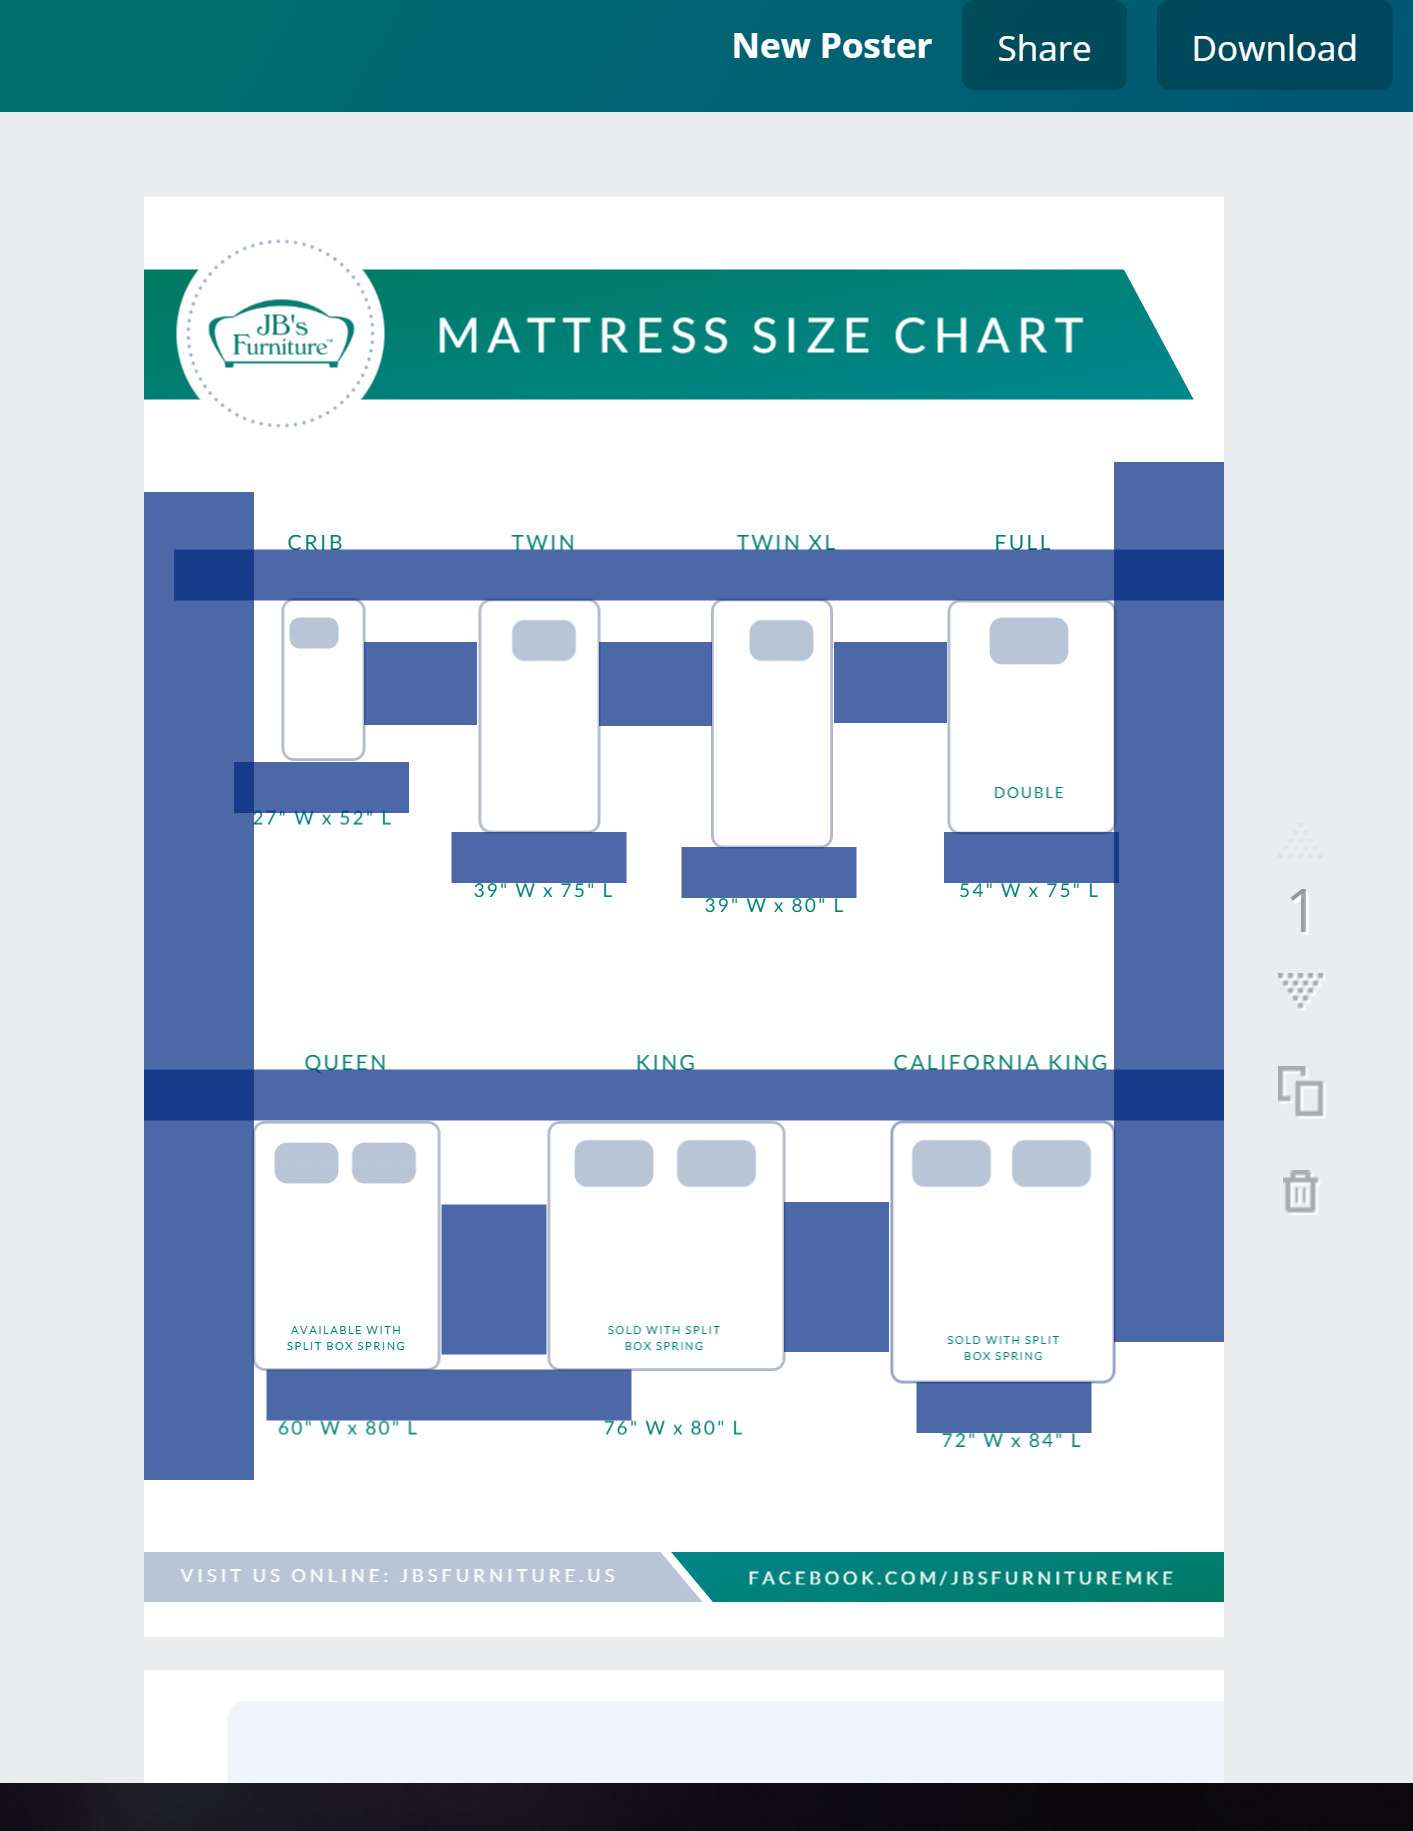 New Poster
Share
Download
JB's
Furniture™
MATTRESS SIZE CHART
CRIB
TWIN
TWIN XL
FULL
DOUBLE
27" W x 52" L
39" W x 75" L
39" W x 80" L
54" W x 75" L
1
QUEEN
KING
CALIFORNIA KING
AVAILABLE WITH
SPLIT BOX SPRING
SOLD WITH SPLIT
BOX SPRING
SOLD WITH SPLIT
BOX SPRING
60" W x 80" L
76" W x 80" L
72" W x 84" L
VISIT US ONLINE: JBSFURNITURE.US
FACEBOOK.COM/JBSFURNITUREMKE